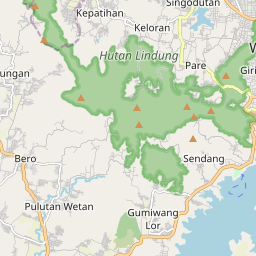 Singodutan
Kepatihan
Keloran
Hutan Lindung
W
Pare
Giri
ungan
Bero
Sendang
Pulutan Wetan
Gumiwang
Lor